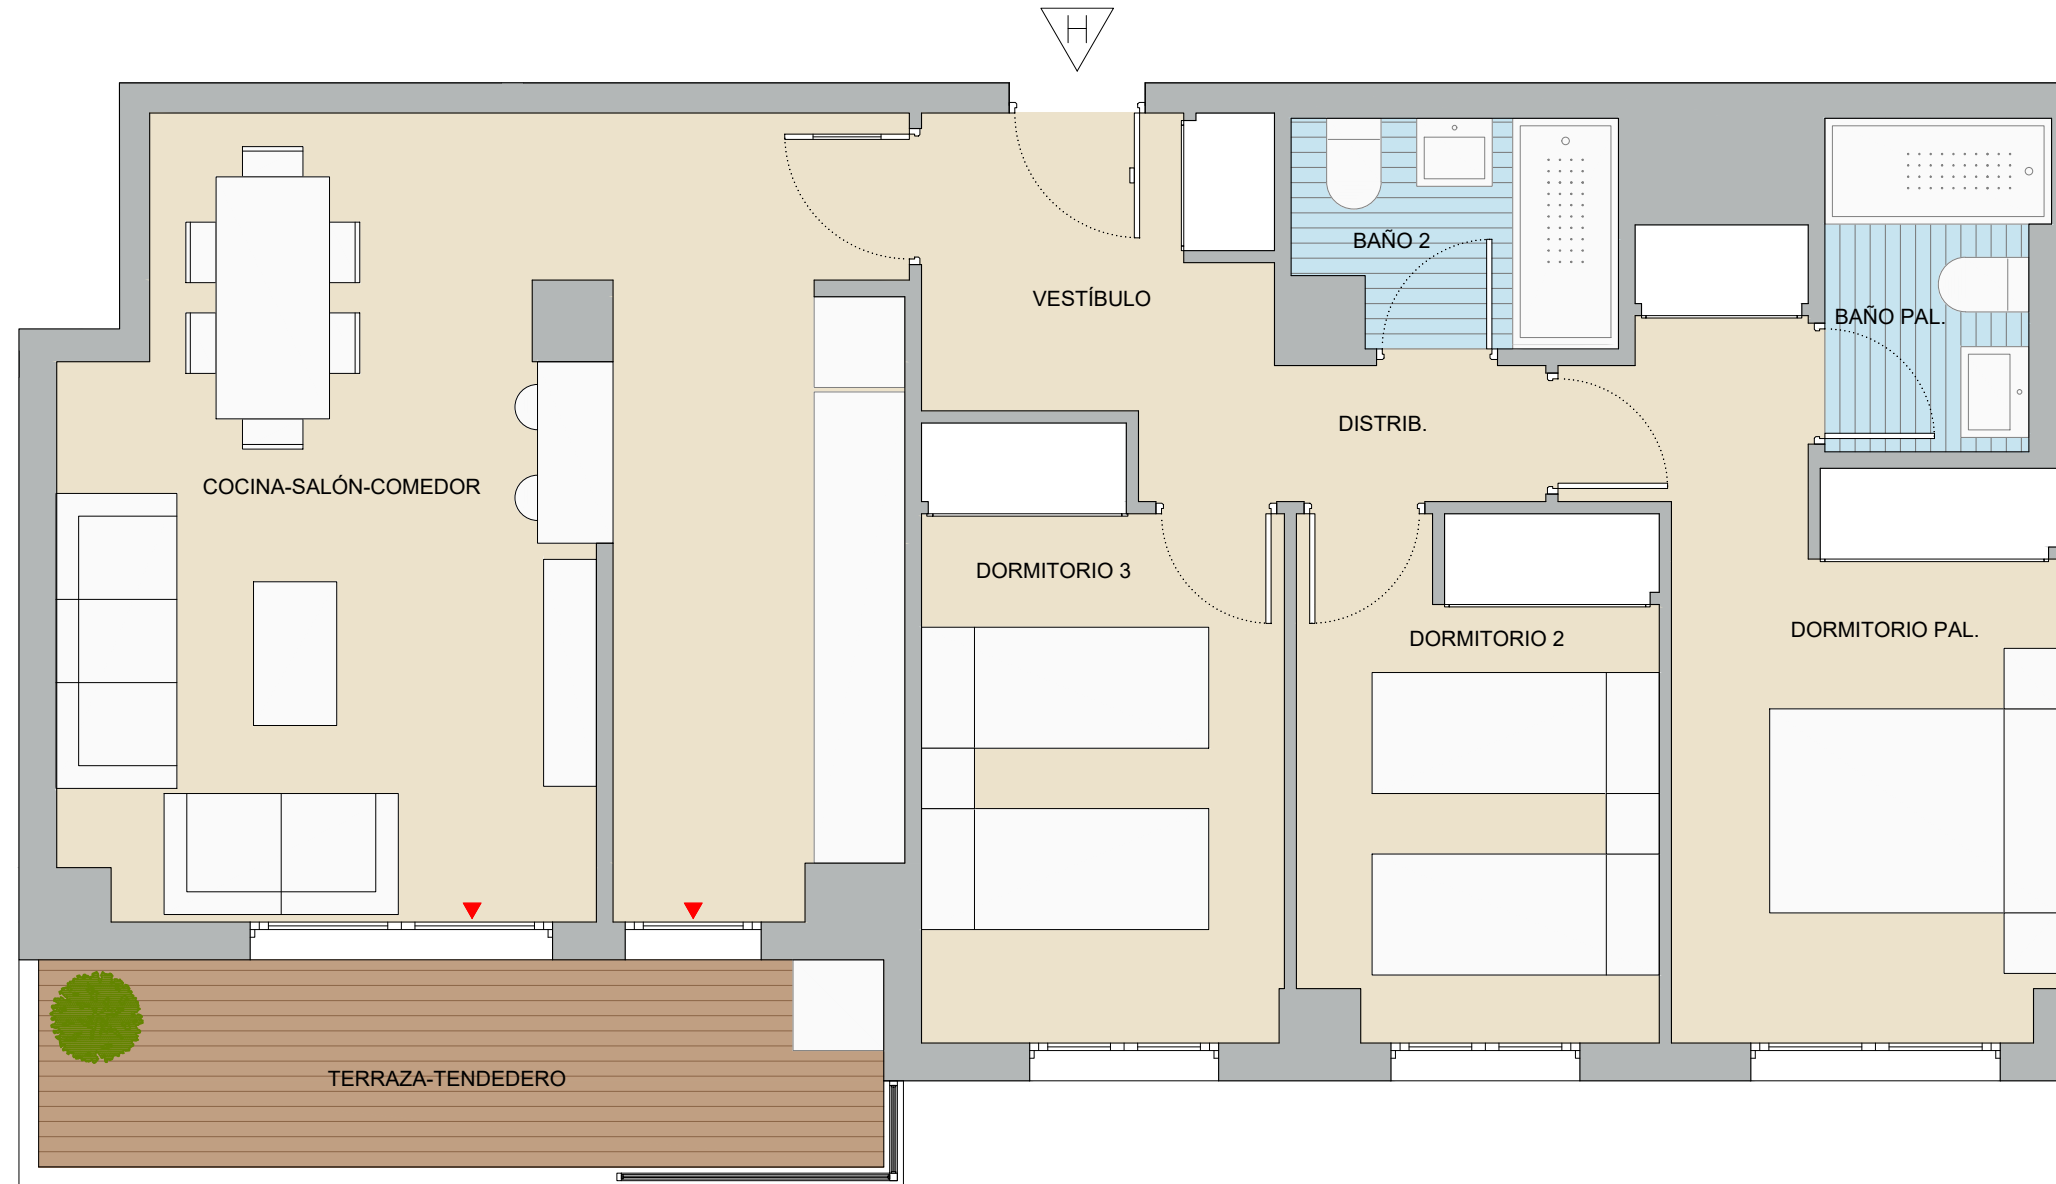 H
BAÑO 2
VESTÍBULO
BAÑO PAL.
DISTRIB.
COCINA-SALÓN-COMEDOR
DORMITORIO 3
DORMITORIO 2
DORMITORIO PAL.
TERRAZA-TENDEDERO